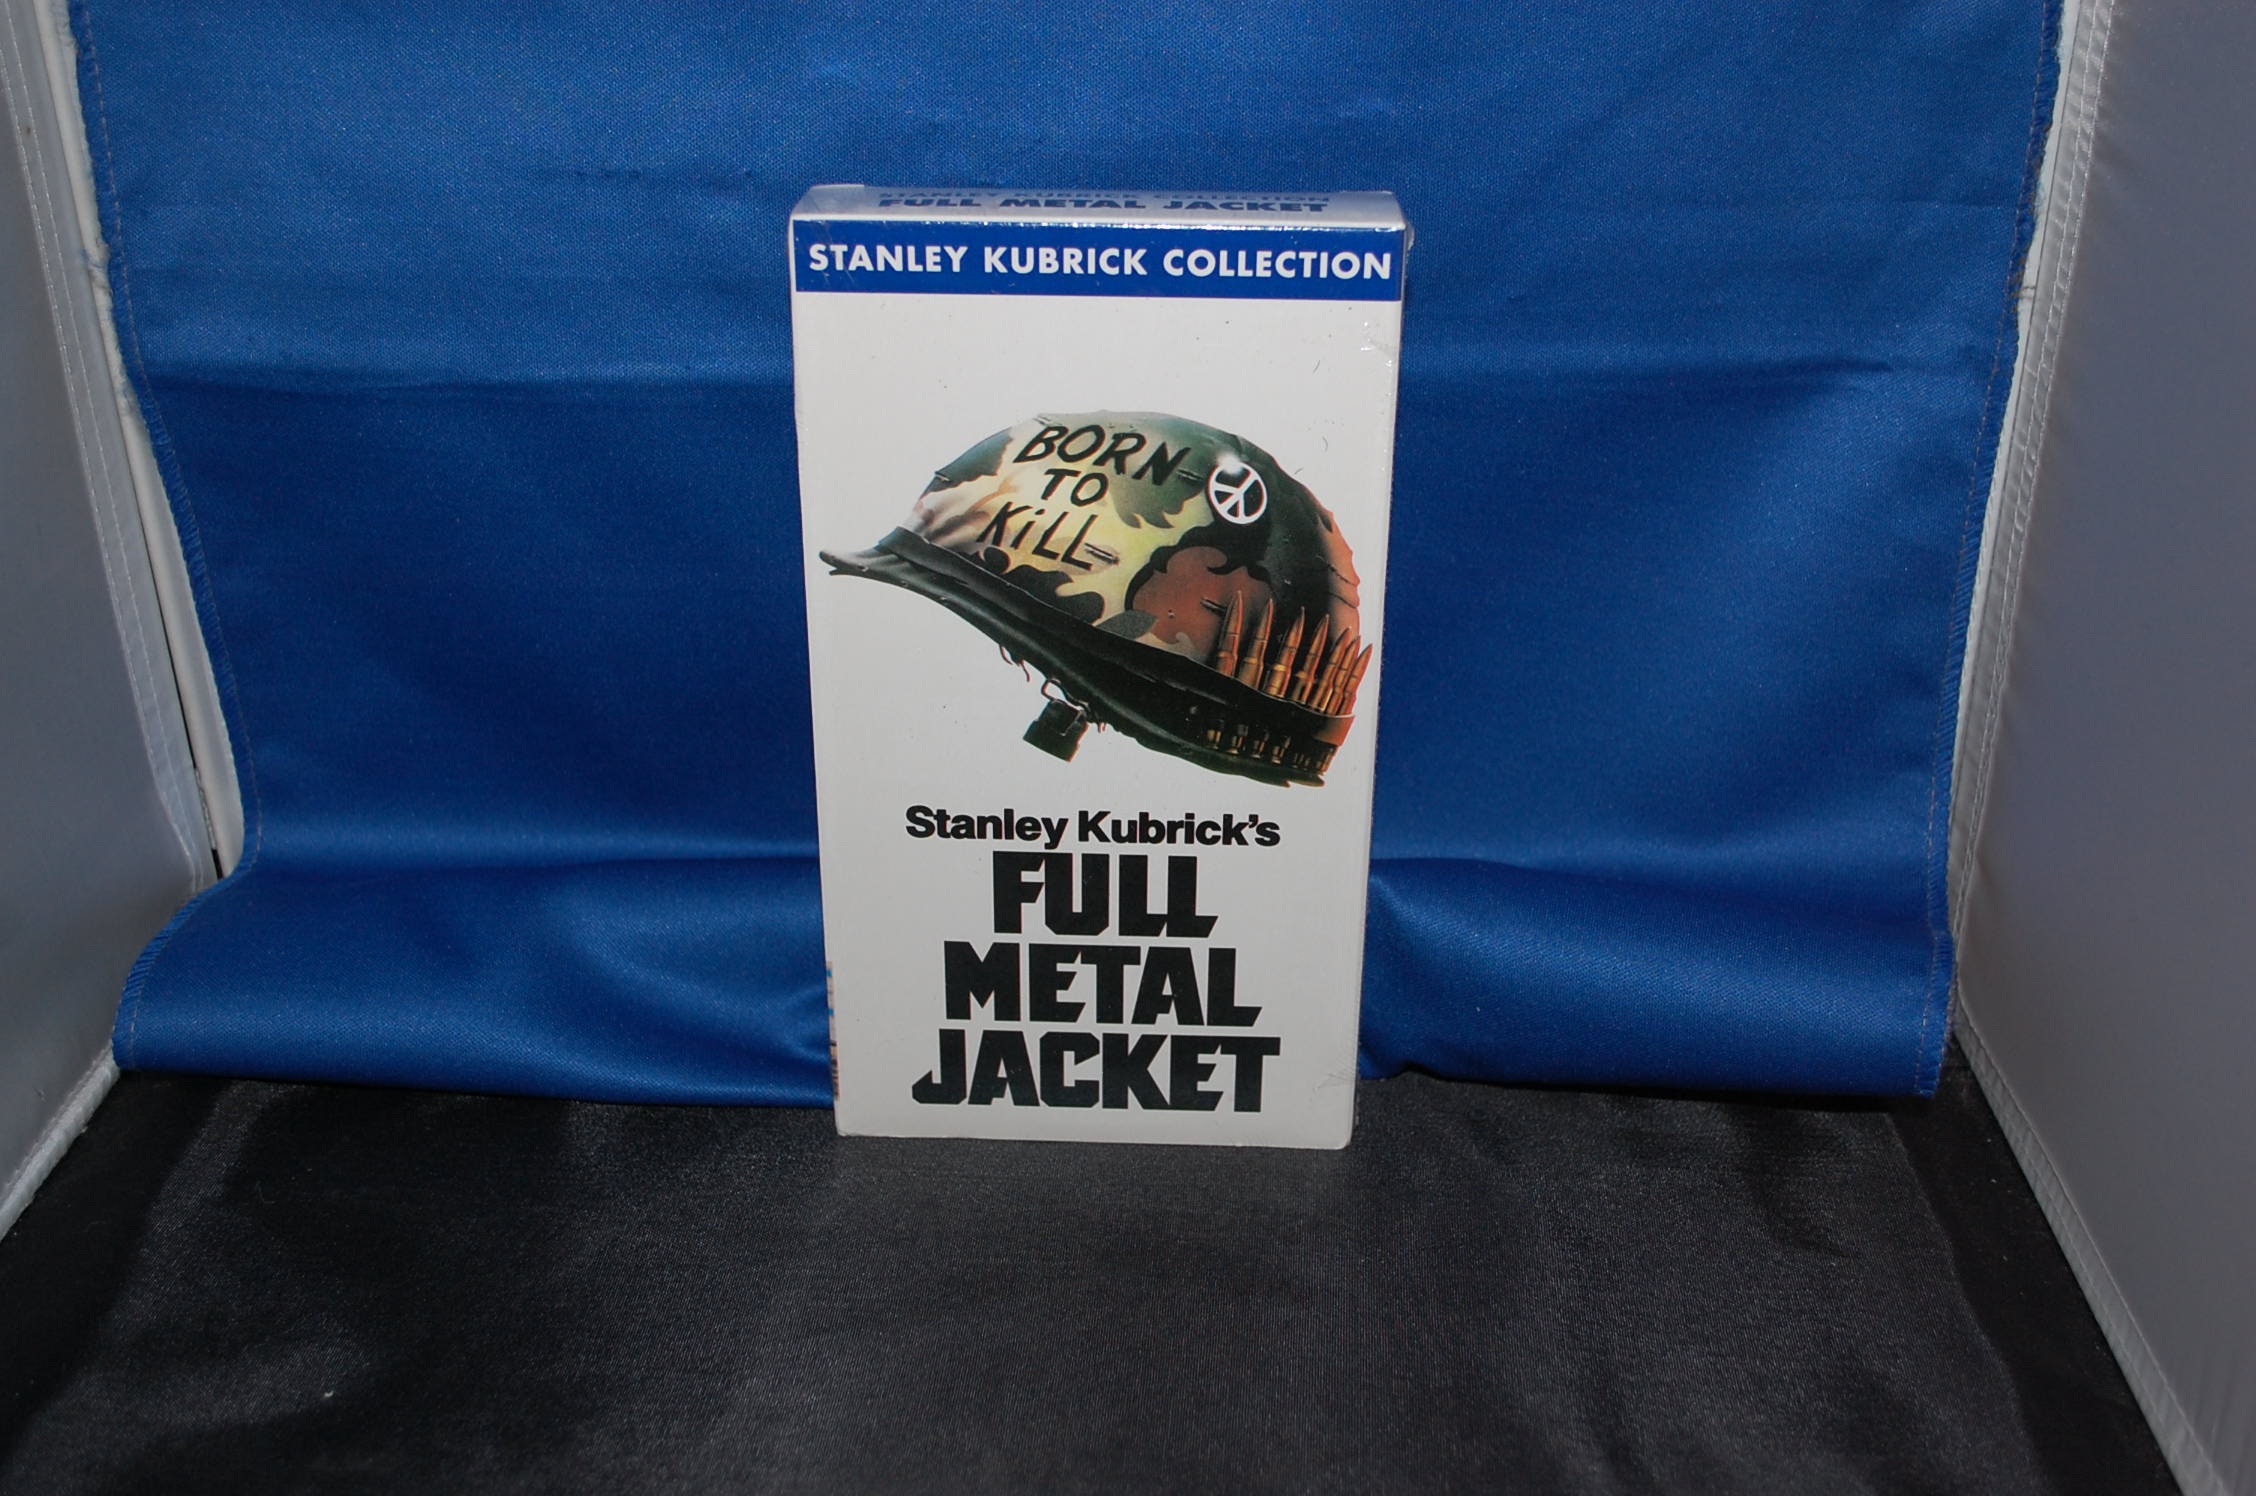 STANLEY KUBRICK COLLECTION
FULL METAL JACKET
STANLEY KUBRICK COLLECTION
BORN
TO
KiLL
Stanley Kubrick's
FULL
METAL
JACKET